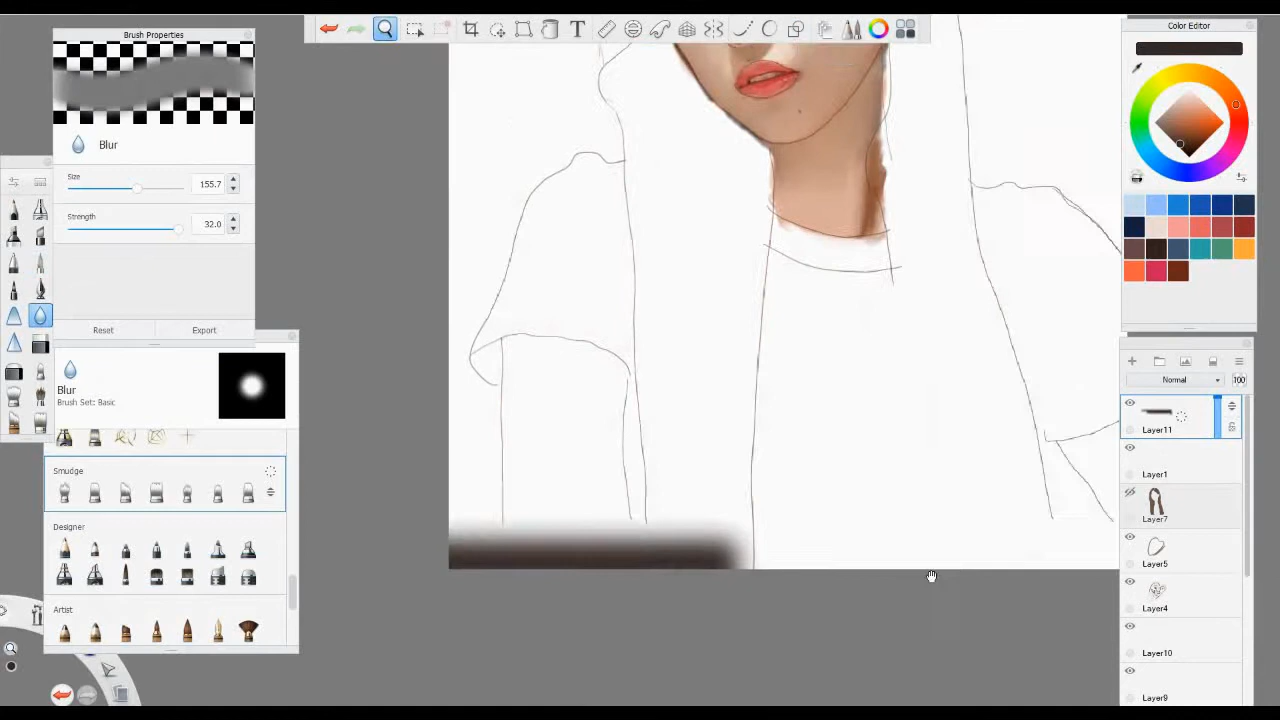 Brush Properties
Blur
Size
155.7
Strength
32.0
Reset
Export
Blur
Brush Set: Basic
Smudge
Designer
Artist
T
Color Editor
Normal
100
Layer11
Layer1
Layer7
Layer5
Layer4
Layer10
Layer9